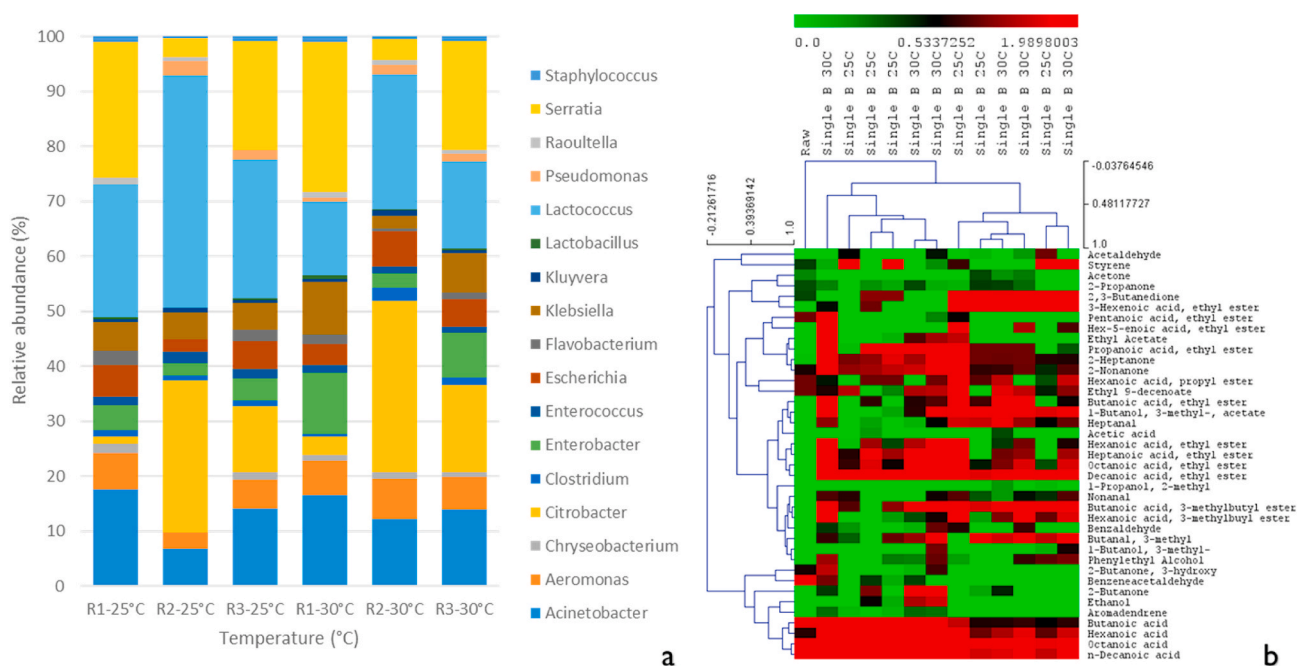 100
90
80
70
60
50
40
30
20
10
0
Relative abundance (%)
R1-25°C R2-25°C R3-25°C R1-30°C R2-30°C R3-30°C
Temperature (°C)
Staphylococcus
Serratia
Raoultella
Pseudomonas
Lactococcus
Lactobacillus
Kluyvera
Klebsiella
Flavobacterium
Escherichia
Enterococcus
Enterobacter
Clostridium
Citrobacter
Chryseobacterium
Aeromonas
Acinetobacter
a
0.0 0.5337252 1.9898003
Raw
Single B 30C
Single B 25C
Single B 25C
Single B 25C
Single B 30C
Single B 30C
Single B 25C
Single B 25C
Single B 30C
Single B 30C
Single B 25C
Single B 30C
-0.03764546
0.48117727
1.0
-0.21261716
0.39369142
1.0
Acetaldehyde
Styrene
Acetone
2-Propanone
2,3-Butanedione
3-Hexenoic acid, ethyl ester
Pentanoic acid, ethyl ester
Hex-5-enoic acid, ethyl ester
Ethyl Acetate
Propanoic acid, ethyl ester
2-Heptanone
2-Nonanone
Hexanoic acid, propyl ester
Ethyl 9-decenoate
Butanoic acid, ethyl ester
1-Butanol, 3-methyl-, acetate
Heptanal
Acetic acid
Hexanoic acid, ethyl ester
Heptanoic acid, ethyl ester
Octanoic acid, ethyl ester
Decanoic acid, ethyl ester
1-Propanol, 2-methyl
Nonanal
Butanoic acid, 3-methylbutyl ester
Hexanoic acid, 3-methylbuyl ester
Benzaldehyde
Butanal, 3-methyl
1-Butanol, 3-methyl-
Phenylethyl Alcohol
2-Butanone, 3-hydroxy
Benzeneacetaldehyde
2-Butanone
Ethanol
Aromadendrene
Butanoic acid
Hexanoic acid
Octanoic acid
n-Decanoic acid
b